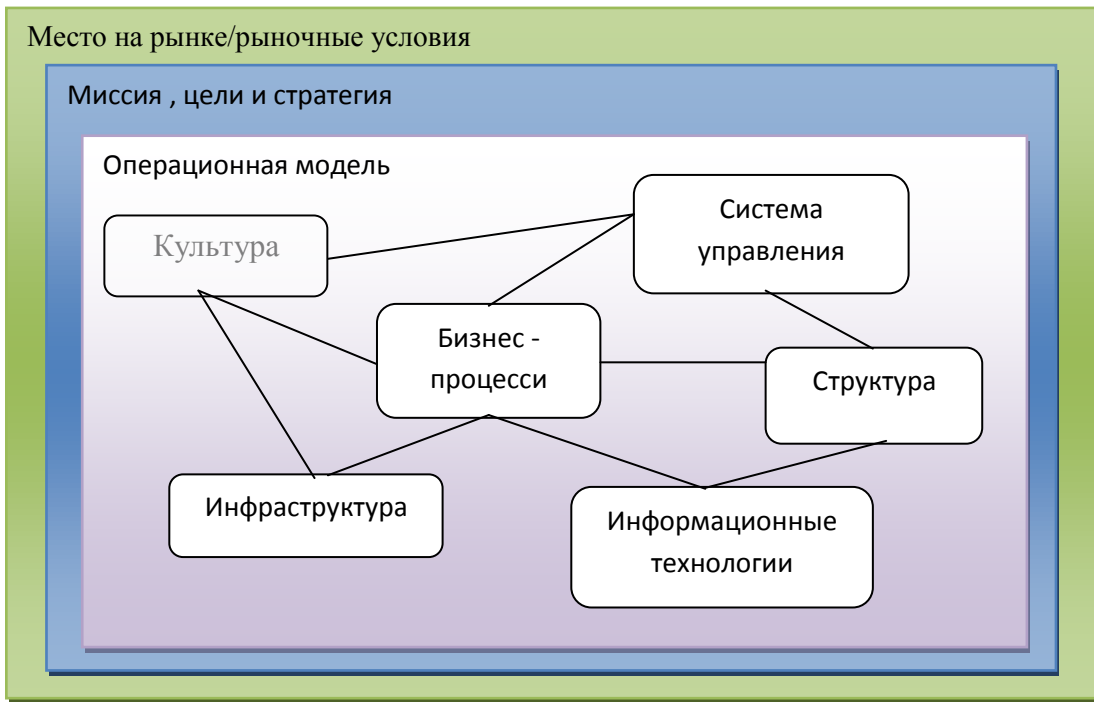 Место на рынке/рыночные условия
Миссия , цели и стратегия
Операционная модель
Культура
Система
управления
Бизнес -
процесси
Структура
Инфраструктура
Информационные
технологии